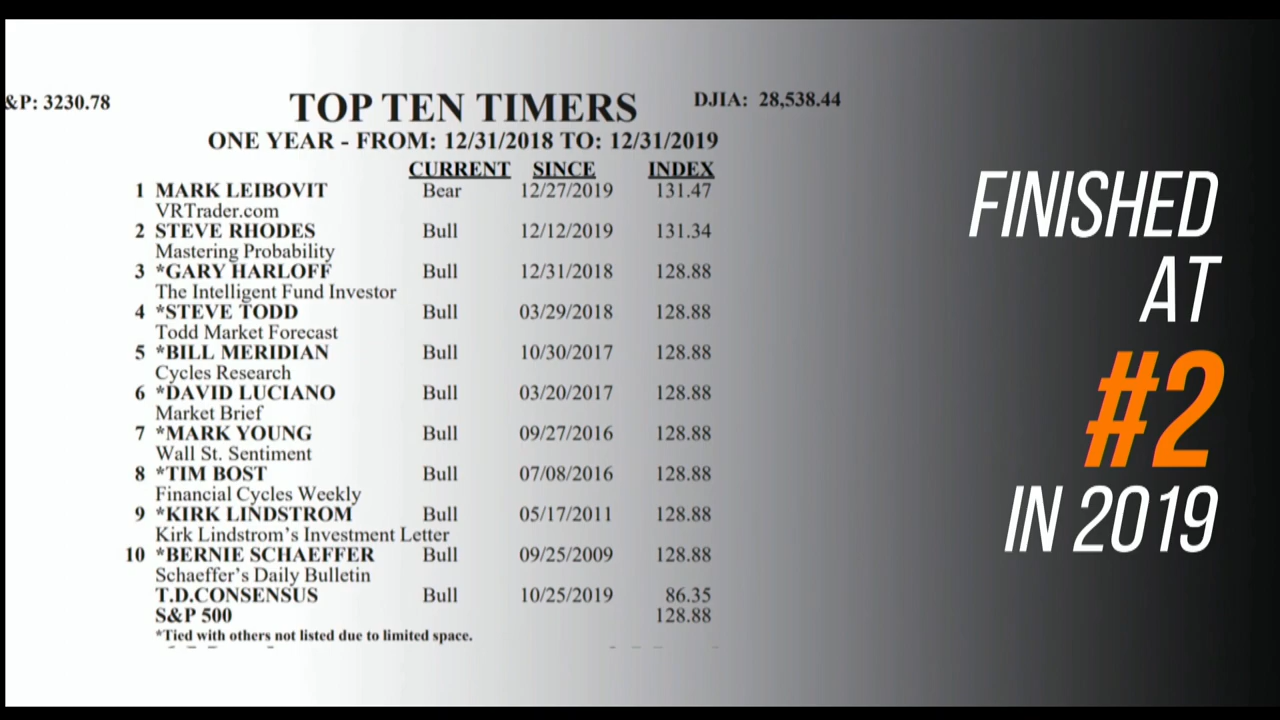 &P: 3230.78
TOP TEN TIMERS
DJIA: 28,538.44
ONE YEAR - FROM: 12/31/2018 TO: 12/31/2019
CURRENT SINCE INDEX
1 MARK LEIBOVIT Bear 12/27/2019 131.47
VRTrader.com
2 STEVE RHODES Bull 12/12/2019 131.34
Mastering Probability
3 *GARY HARLOFF Bull 12/31/2018 128.88
The Intelligent Fund Investor
4 *STEVE TODD Bull 03/29/2018 128.88
Todd Market Forecast
5 *BILL MERIDIAN Bull 10/30/2017 128.88
Cycles Research
6 *DAVID LUCIANO Bull 03/20/2017 128.88
Market Brief
7 *MARK YOUNG Bull 09/27/2016 128.88
Wall St. Sentiment
8 *TIM BOST Bull 07/08/2016 128.88
Financial Cycles Weekly
9 *KIRK LINDSTROM Bull 05/17/2011 128.88
Kirk Lindstrom's Investment Letter
10 *BERNIE SCHAEFFER Bull 09/25/2009 128.88
Schaeffer's Daily Bulletin
T.D.CONSENSUS Bull 10/25/2019 86.35
S&P 500 128.88
*Tied with others not listed due to limited space.
FINISHED
AT
#2
IN 2019